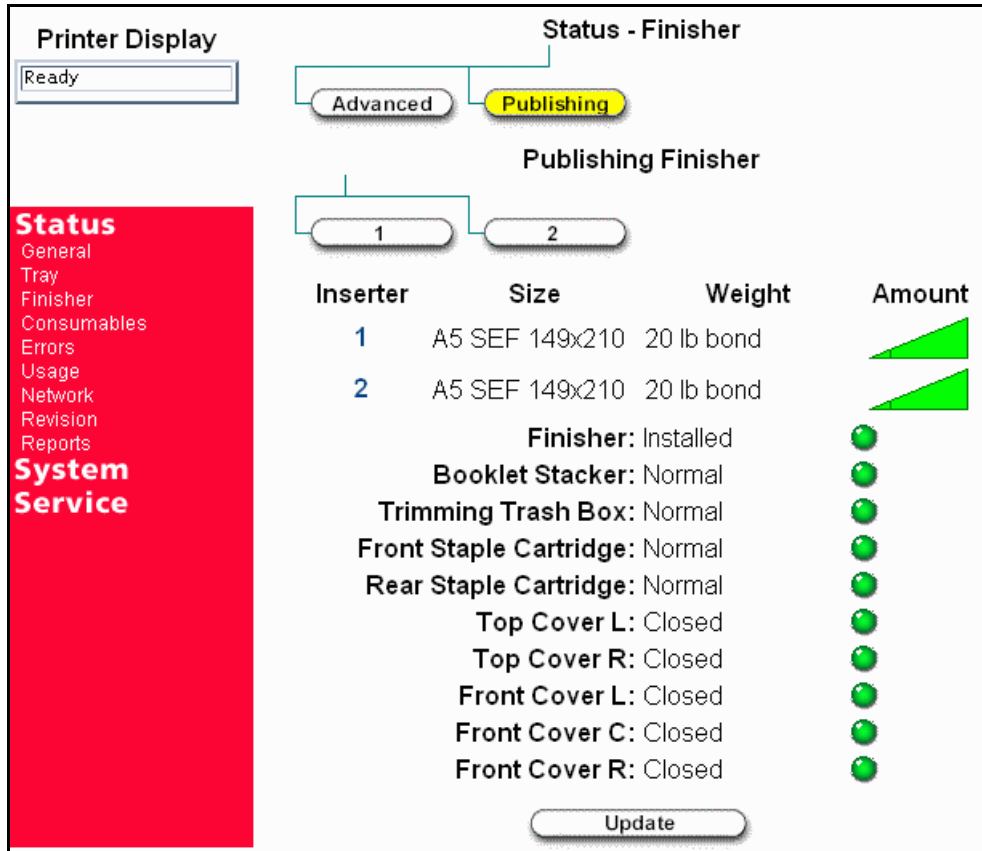 Printer Display
Ready
Status
General
Tray
Finisher
Consumables
Errors
Usage
Network
Revision
Reports
System
Service
Status - Finisher
Advanced
Publishing
Publishing Finisher
1
2
Inserter Size Weight Amount
1 A5 SEF 149x210 20 lb bond
2 A5 SEF 149x210 20 lb bond
Finisher: Installed
Booklet Stacker: Normal
Trimming Trash Box: Normal
Front Staple Cartridge: Normal
Rear Staple Cartridge: Normal
Top Cover L: Closed
Top Cover R: Closed
Front Cover L: Closed
Front Cover C: Closed
Front Cover R: Closed
Update